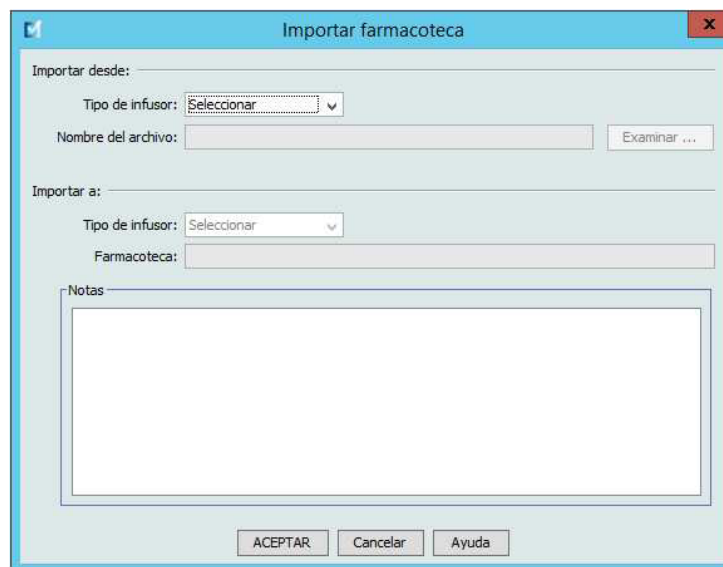 Importar farmacoteca
x
Importar desde:
Tipo de infusor: Seleccionar
Nombre del archivo: Examinar ...
Importar a:
Tipo de infusor: Seleccionar
Farmacoteca:
Notas
ACEPTAR Cancelar Ayuda